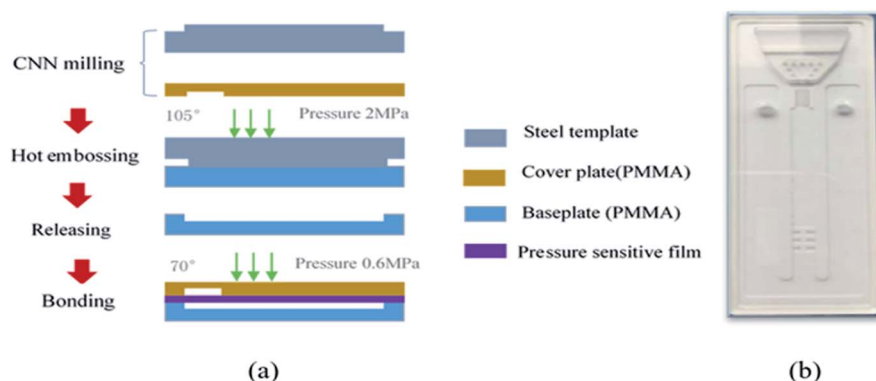 CNN milling
105°
Pressure 2MPa
Hot embossing
Releasing
70°
Pressure 0.6MPa
Bonding
Steel template
Cover plate(PMMA)
Baseplate (PMMA)
Pressure sensitive film
(a)
(b)